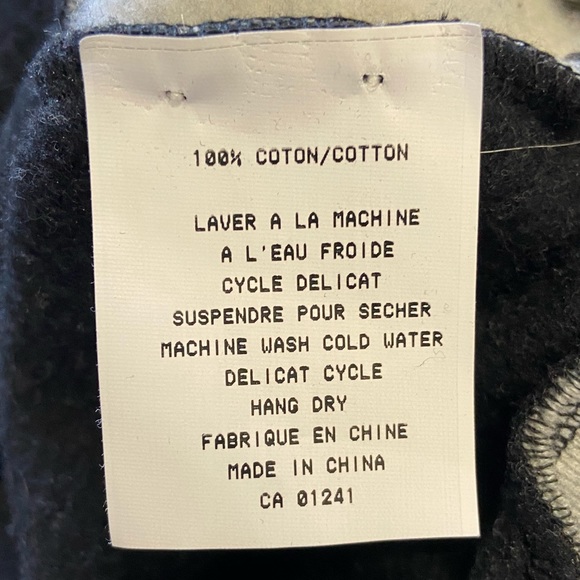 100% COTON/COTTON
LAVER A LA MACHINE
A L'EAU FROIDE
CYCLE DELICAT
SUSPENDRE POUR SECHER
MACHINE WASH COLD WATER
DELICAT CYCLE
HANG DRY
FABRIQUE EN CHINE
MADE IN CHINA
CA 01241